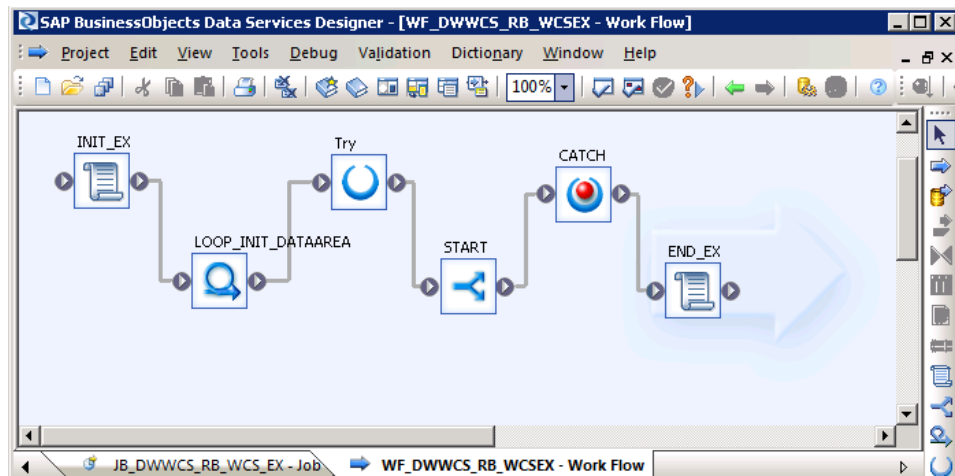 SAP BusinessObjects Data Services Designer - [WF_DWWCS_RB_WCSEX - Work Flow]
Project Edit View Tools Debug Validation Dictionary Window Help
100%
INIT_EX
Try
CATCH
LOOP_INIT_DATAAREA
START
END_EX
JB_DWWCS_RB_WCS_EX - Job
WF_DWWCS_RB_WCSEX - Work Flow